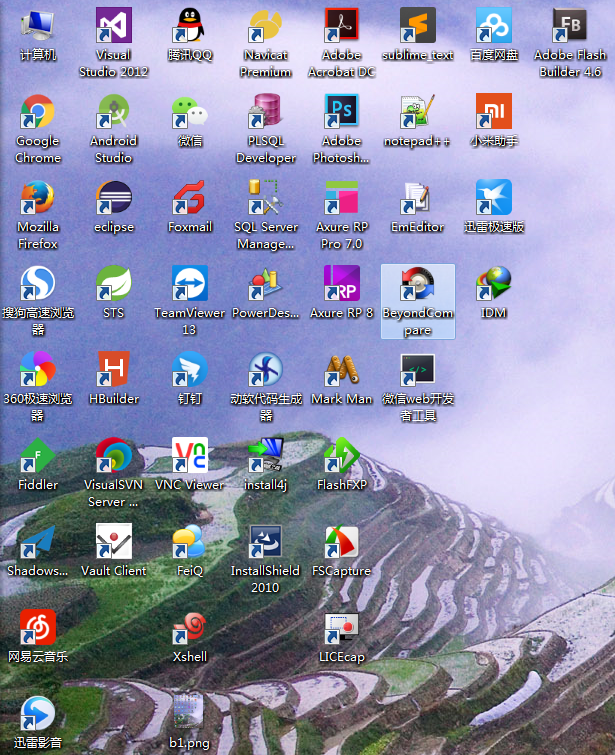 计算机
Visual
Studio 2012
腾讯QQ
Navicat
Premium
Adobe
Acrobat DC
sublime_text
百度网盘
Adobe Flash
Builder 4.6
Google
Chrome
Android
Studio
微信
PLSQL
Developer
Adobe
Photosh...
notepad++
小米助手
Mozilla
Firefox
eclipse
Foxmail
SQL Server
Manage...
Axure RP
Pro 7.0
EmEditor
迅雷极速版
搜狗高速浏览
器
STS
TeamViewer
13
PowerDes...
Axure RP 8
BeyondCom
pare
IDM
360极速浏览
器
HBuilder
钉钉
动软代码生成
器
Mark Man
微信web开发
者工具
Fiddler
VisualSVN
Server ...
VNC Viewer
install4j
FlashFXP
Shadows...
Vault Client
FeiQ
InstallShield
2010
FSCapture
网易云音乐
Xshell
LICEcap
迅雷影音
b1.png